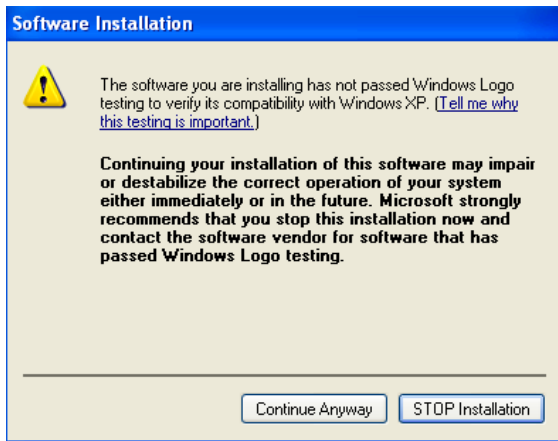 Software Installation
The software you are installing has not passed Windows Logo
testing to verify its compatibility with Windows XP. (Tell me why
this testing is important.)
Continuing your installation of this software may impair
or destabilize the correct operation of your system
either immediately or in the future. Microsoft strongly
recommends that you stop this installation now and
contact the software vendor for software that has
passed Windows Logo testing.
Continue Anyway
STOP Installation